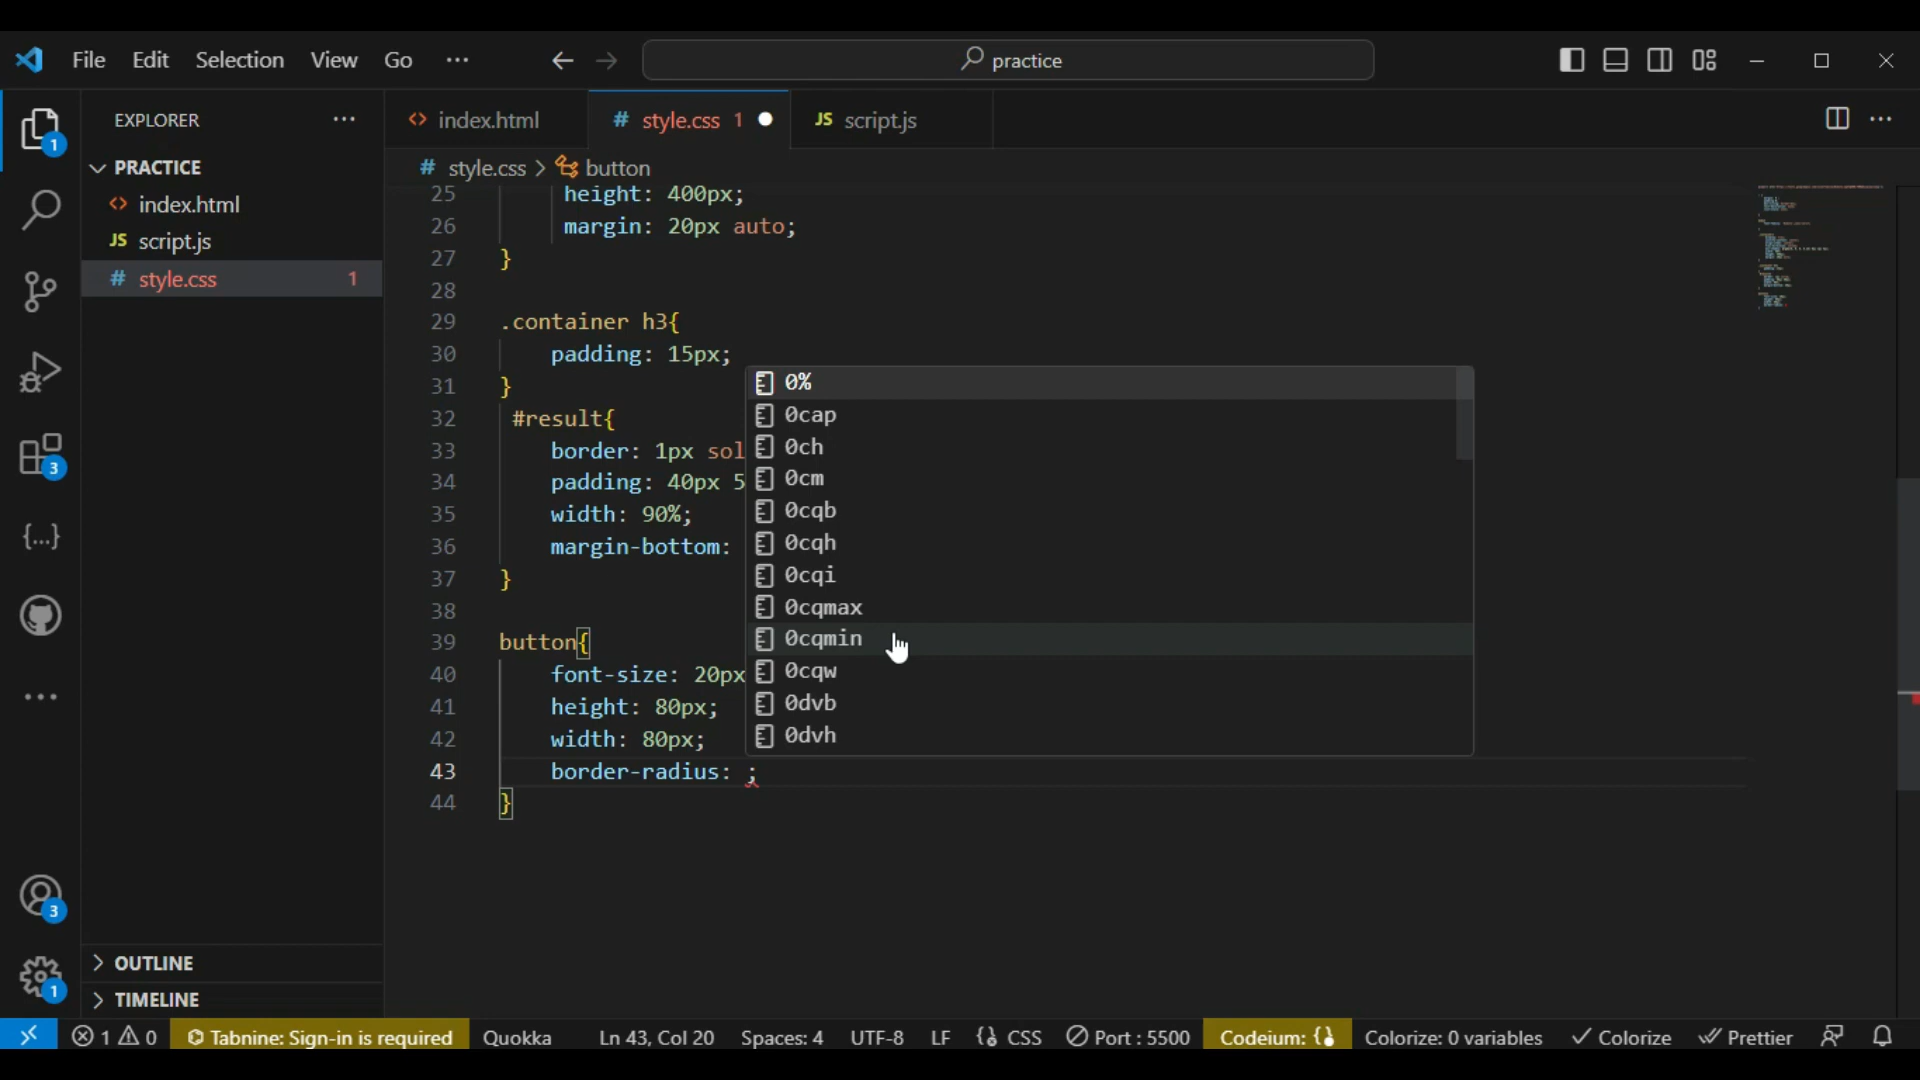 File Edit Selection View Go ··· practice
EXPLORER ···
index.html # style.css 1 JS script.js
PRACTICE
# style.css > button
index.html
JS script.js
# style.css 1
25 height: 400px;
26 margin: 20px auto;
27 }
28
29 .container h3{
30 padding: 15px;
31 }
32 #result{
33 border: 1px sol
34 padding: 40px 5
35 width: 90%;
36 margin-bottom:
37 }
38
39 button{
40 font-size: 20px
41 height: 80px;
42 width: 80px;
43 border-radius: ;
44 }
0%
0cap
0ch
0cm
0cqb
0cqh
0cqi
0cqmax
0cqmin
0cqw
0dvb
0dvh
1
3
{...}
3
1
OUTLINE
TIMELINE
1 0 Tabnine: Sign-in is required Quokka Ln 43, Col 20 Spaces: 4 UTF-8 LF {} CSS Port : 5500 Codeium: {} Colorize: 0 variables Colorize Prettier